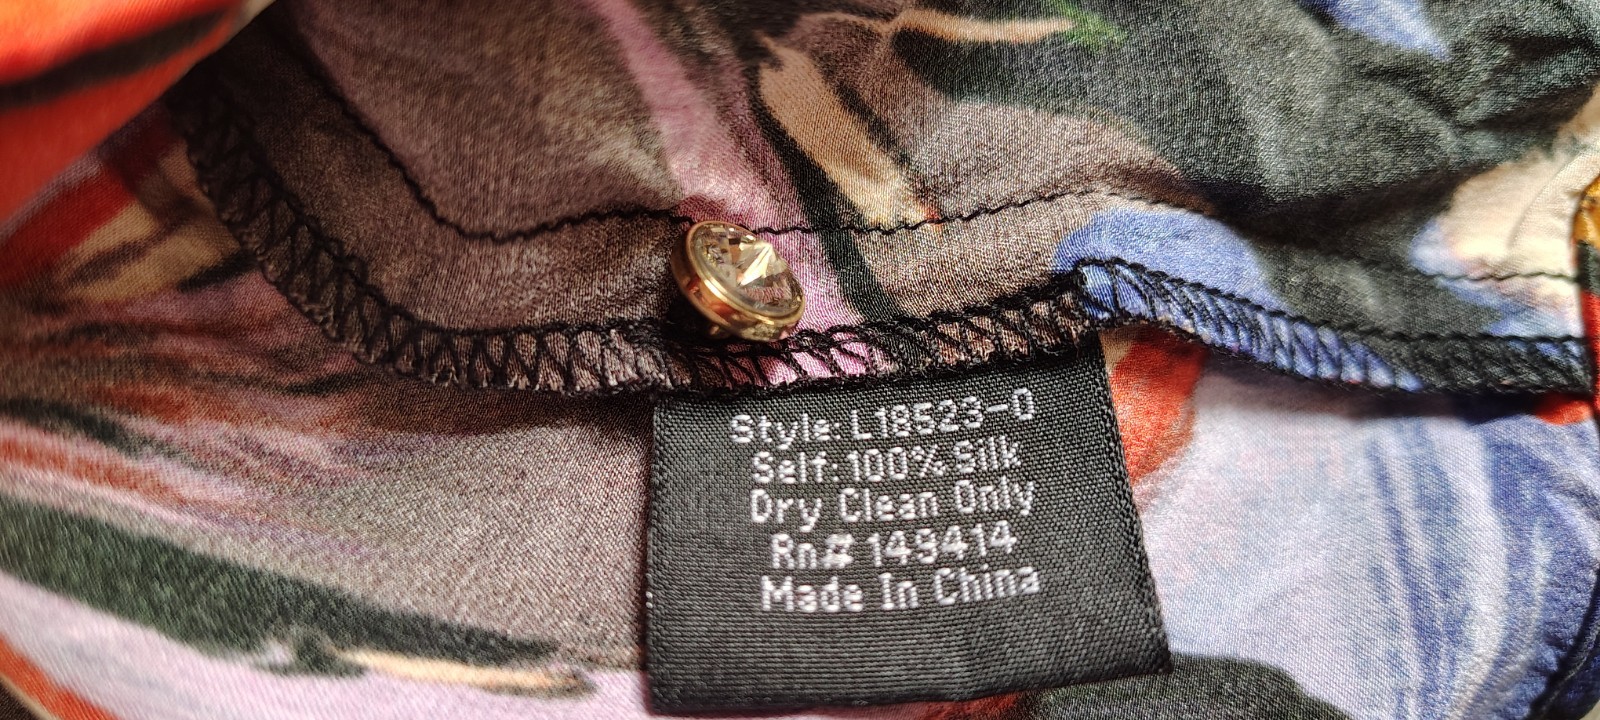 Style: L18523-0
Self: 100% Silk
Dry Clean Only
Rn# 149414
Made In China